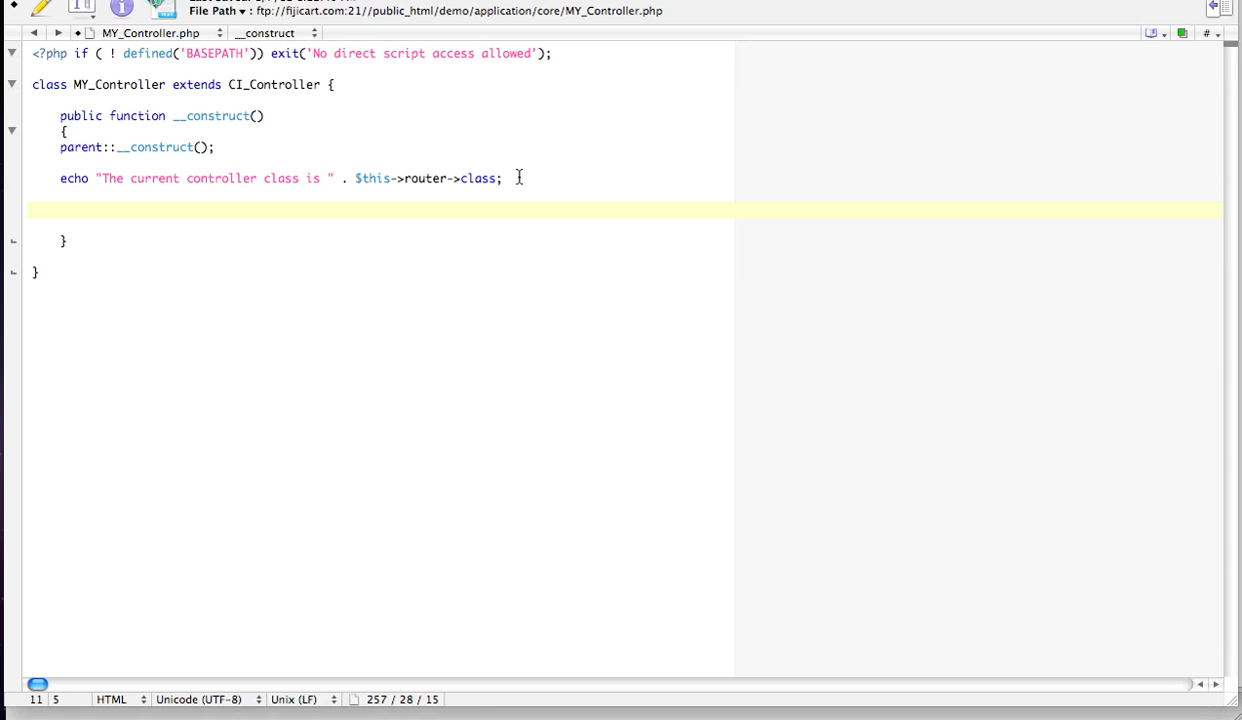 File Path ▾ : ftp://fijicart.com:21//public_html/demo/application/core/MY_Controller.php
MY_Controller.php __construct
#
<?php if ( ! defined('BASEPATH')) exit('No direct script access allowed');
class MY_Controller extends CI_Controller {
public function __construct()
{
parent::__construct();
echo "The current controller class is " . $this->router->class;
}
}
11 5 HTML Unicode (UTF-8) Unix (LF) 257 / 28 / 15